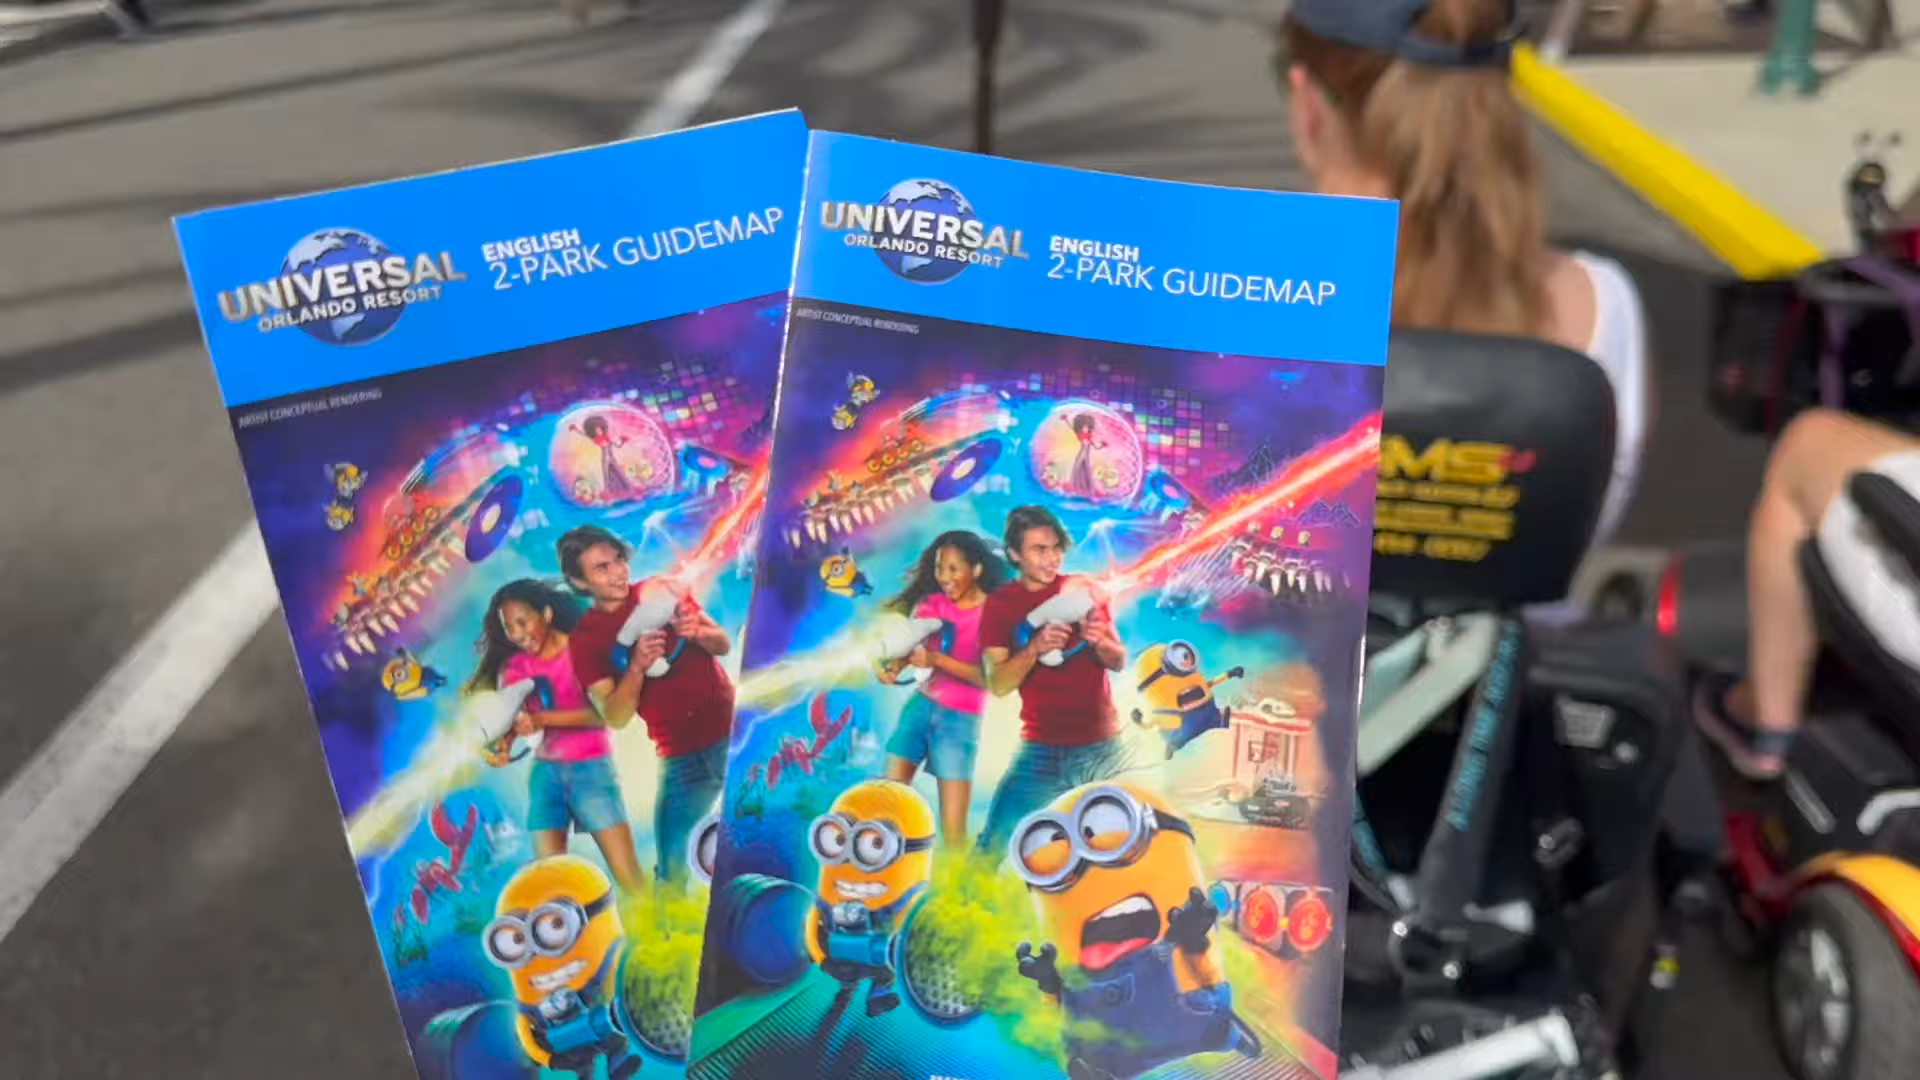 UNIVERSAL
ORLANDO RESORT
ENGLISH
2-PARK GUIDEMAP
ARTIST CONCEPTUAL RENDERING
UNIVERSAL
ORLANDO RESORT
ENGLISH
2-PARK GUIDEMAP
ARTIST CONCEPTUAL RENDERING